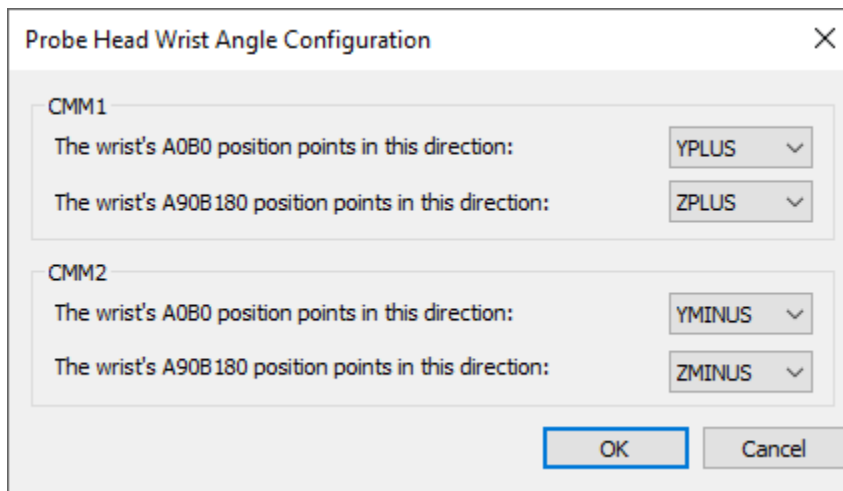 Probe Head Wrist Angle Configuration
CMM1
The wrist's A0B0 position points in this direction: YPLUS
The wrist's A90B180 position points in this direction: ZPLUS
CMM2
The wrist's A0B0 position points in this direction: YMINUS
The wrist's A90B180 position points in this direction: ZMINUS
OK Cancel